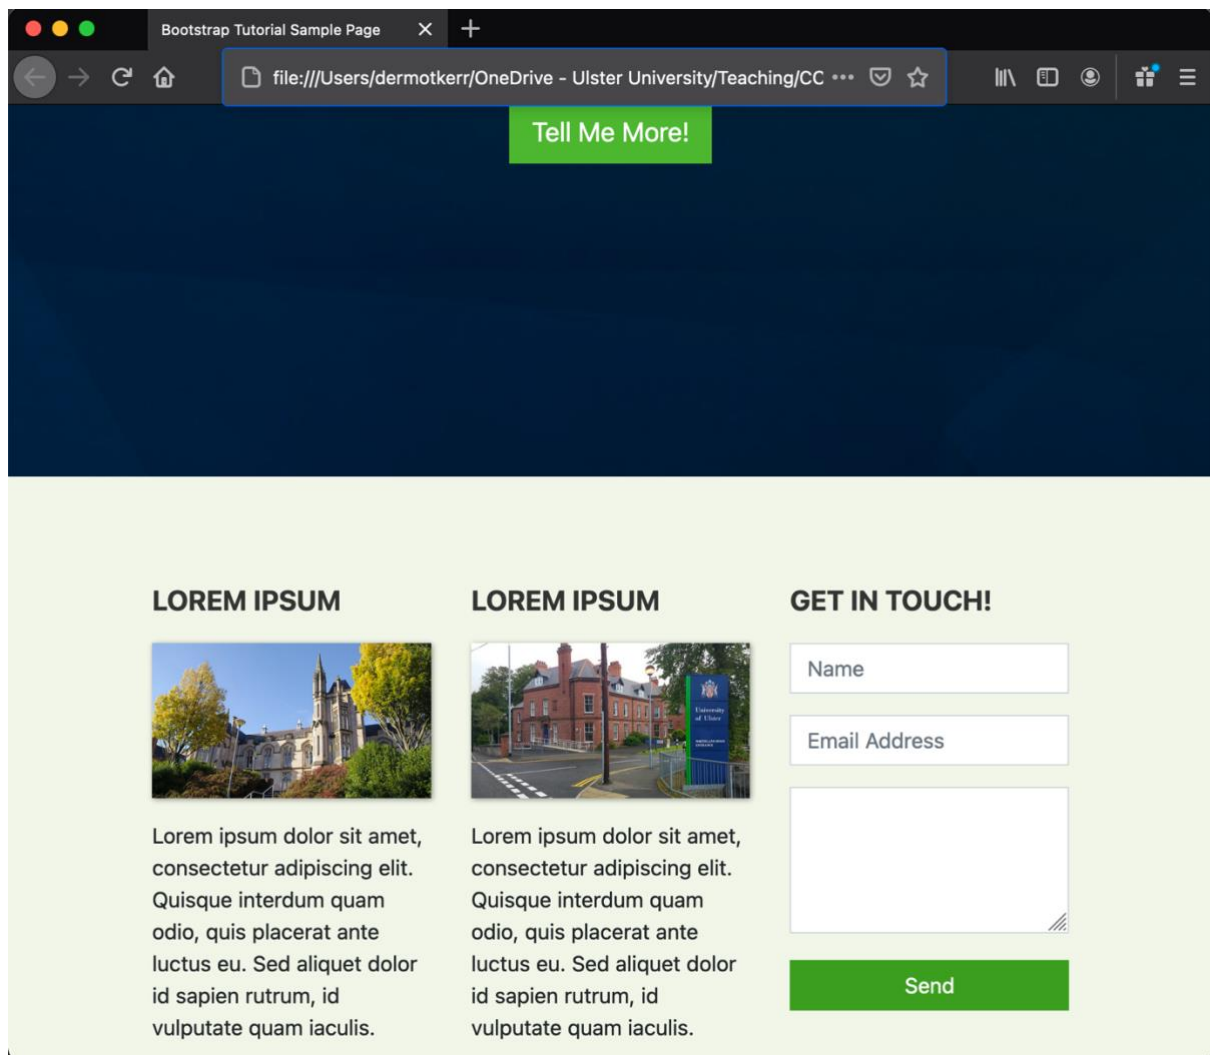 Bootstrap Tutorial Sample Page
file:///Users/dermotkerr/OneDrive - Ulster University/Teaching/CC
Tell Me More!
LOREM IPSUM
LOREM IPSUM
GET IN TOUCH!
University
of Ulster
Name
Email Address
Lorem ipsum dolor sit amet,
consectetur adipiscing elit.
Quisque interdum quam
odio, quis placerat ante
luctus eu. Sed aliquet dolor
id sapien rutrum, id
vulputate quam iaculis.
Lorem ipsum dolor sit amet,
consectetur adipiscing elit.
Quisque interdum quam
odio, quis placerat ante
luctus eu. Sed aliquet dolor
id sapien rutrum, id
vulputate quam iaculis.
Send